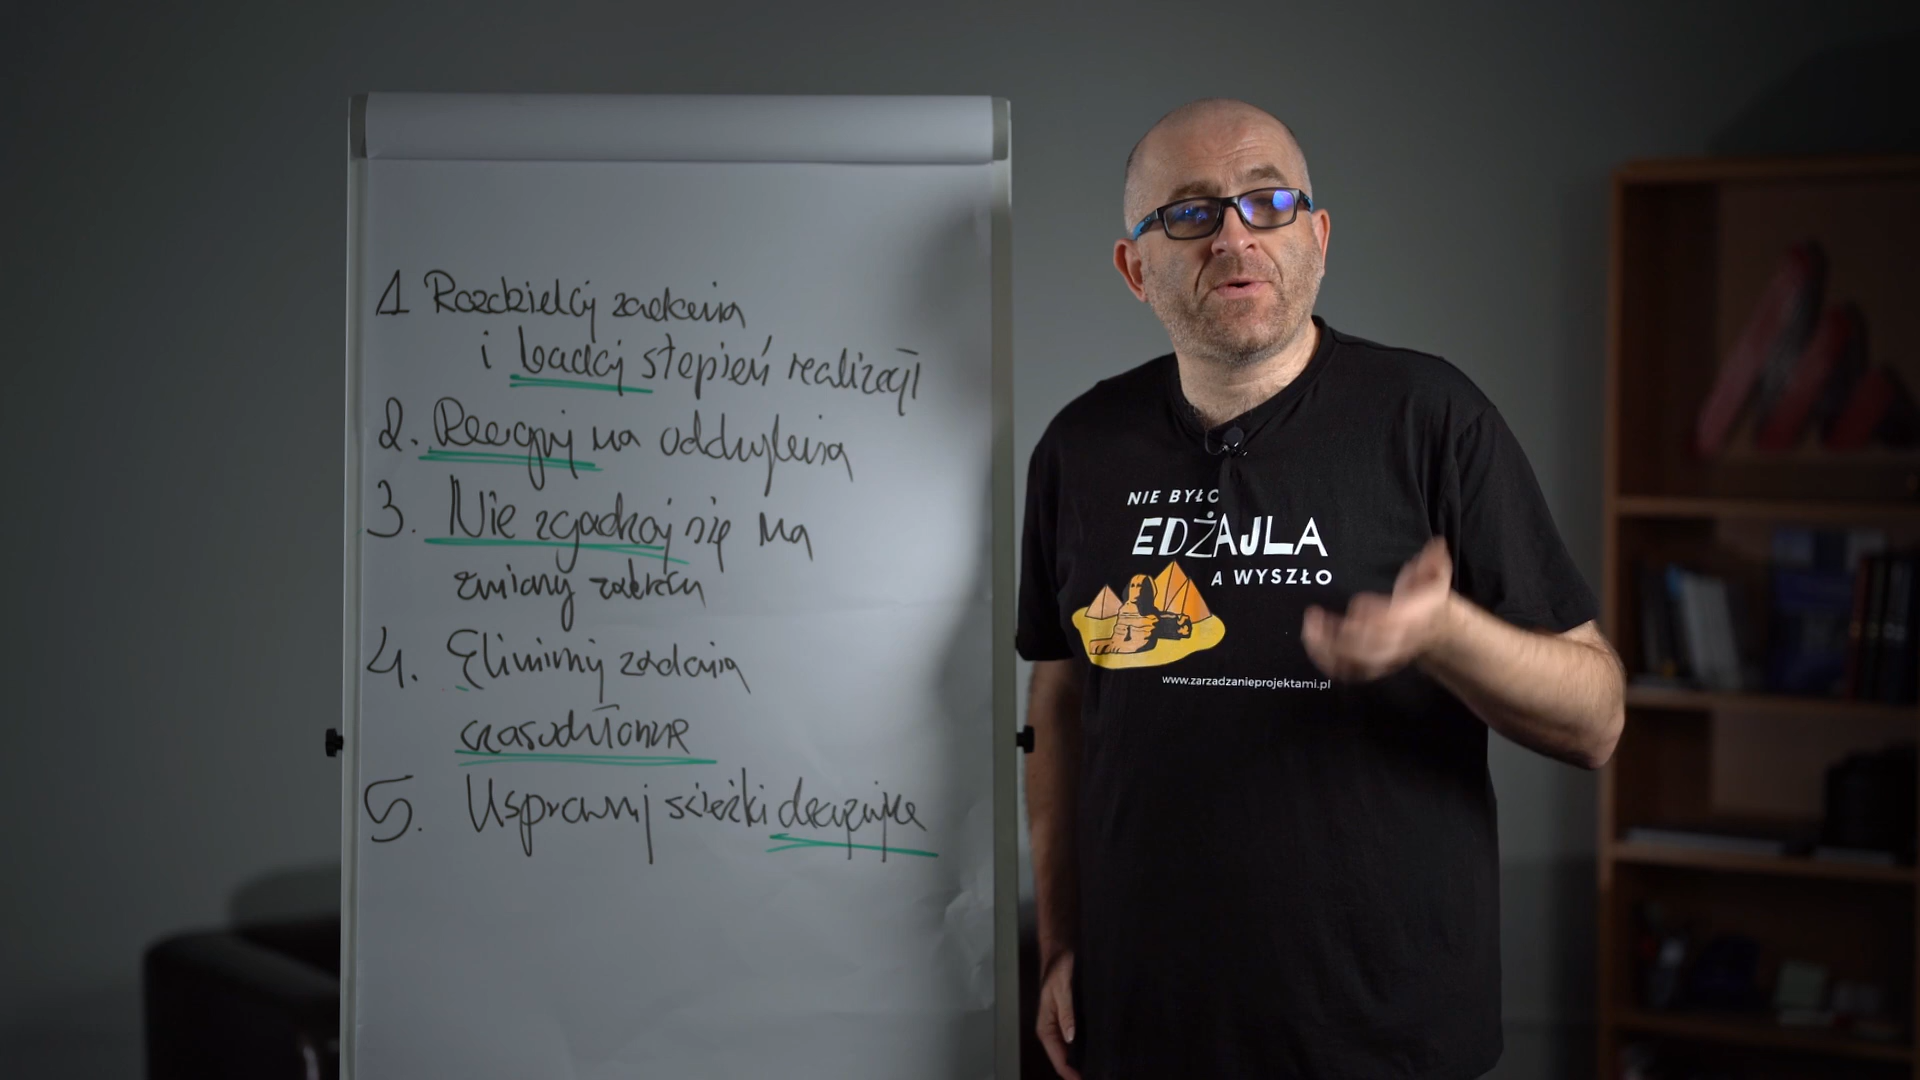 1 Rozdzielaj zadania
i badaj stopień realizacji
2. Reaguj na odchylenia
3. Nie zgadzaj się na
zmiany zakresu
4. Eliminuj zadania
czasochłonne
5. Usprawnij ścieżki decyzyjne
NIE BYŁO
EDŻAJLA
A WYSZŁO
www.zarzadzanieprojektami.pl